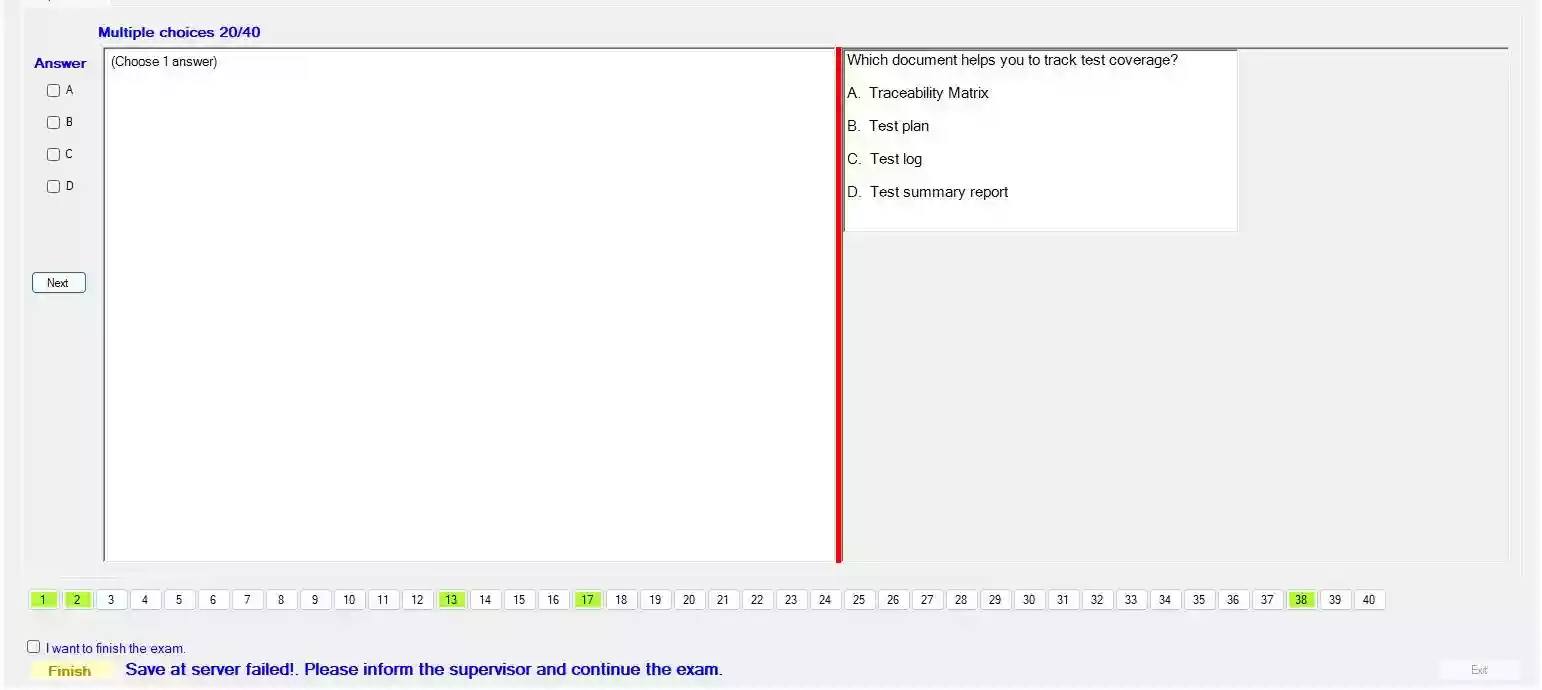 Multiple choices 20/40
Answer
(Choose 1 answer)
A
B
C
D
Next
Which document helps you to track test coverage?
A. Traceability Matrix
B. Test plan
C. Test log
D. Test summary report
1 2 3 4 5 6 7 8 9 10 11 12 13 14 15 16 17 18 19 20 21 22 23 24 25 26 27 28 29 30 31 32 33 34 35 36 37 38 39 40
I want to finish the exam.
Finish Save at server failed!. Please inform the supervisor and continue the exam.
Exit